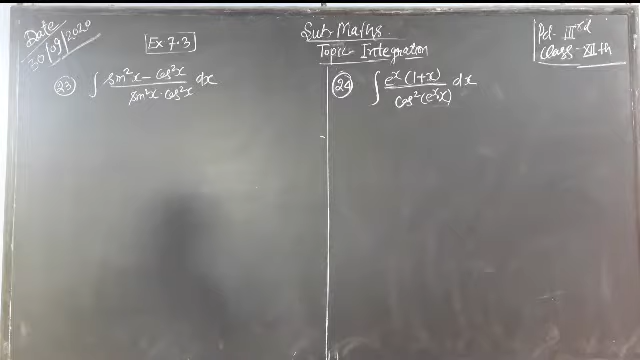 Date
30/09/2020
Ex 7.3
Sub-Maths
Topic Integration
Pd- III rd
Class- XII th
(23) ∫ sin²x - cos²x / sin²x · cos²x dx
(24) ∫ eˣ (1+x) / cos²(eˣ·x) dx